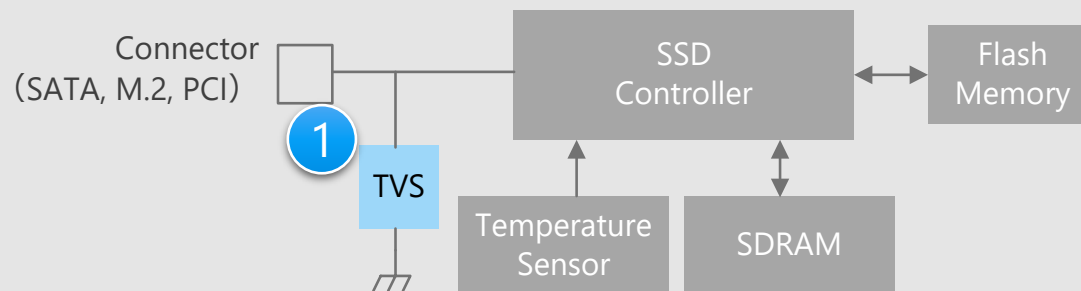 Connector
（SATA, M.2, PCI）
1
TVS
SSD
Controller
Flash
Memory
Temperature
Sensor
SDRAM